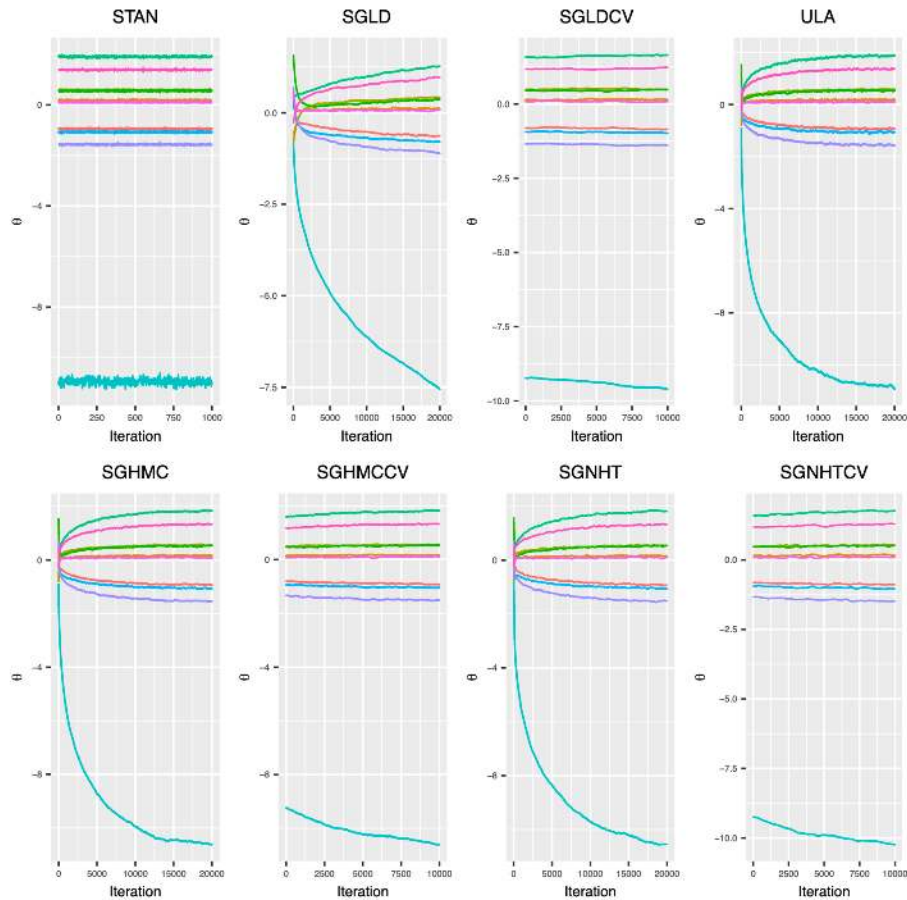 STAN
SGLD
SGLDCV
ULA
0
−4
−8
θ
0 250 500 750 1000
Iteration
0.0
−2.5
−5.0
−7.5
θ
0 5000 10000 15000 20000
Iteration
0.0
−2.5
−5.0
−7.5
−10.0
θ
0 2500 5000 7500 10000
Iteration
0
−4
−8
θ
0 5000 10000 15000 20000
Iteration
SGHMC
SGHMCCV
SGNHT
SGNHTCV
0
−4
−8
θ
0 5000 10000 15000 20000
Iteration
0
−4
−8
θ
0 2500 5000 7500 10000
Iteration
0
−4
−8
θ
0 5000 10000 15000 20000
Iteration
0.0
−2.5
−5.0
−7.5
−10.0
θ
0 2500 5000 7500 10000
Iteration